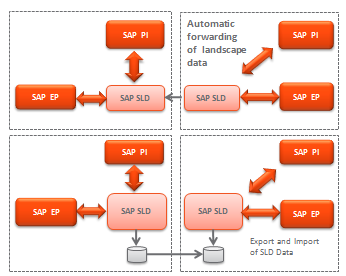 SAP PI
Automatic
forwarding
of landscape
data
SAP PI
SAP EP
SAP SLD
SAP SLD
SAP EP
SAP PI
SAP PI
SAP EP
SAP SLD
SAP SLD
SAP EP
Export and Import
of SLD Data